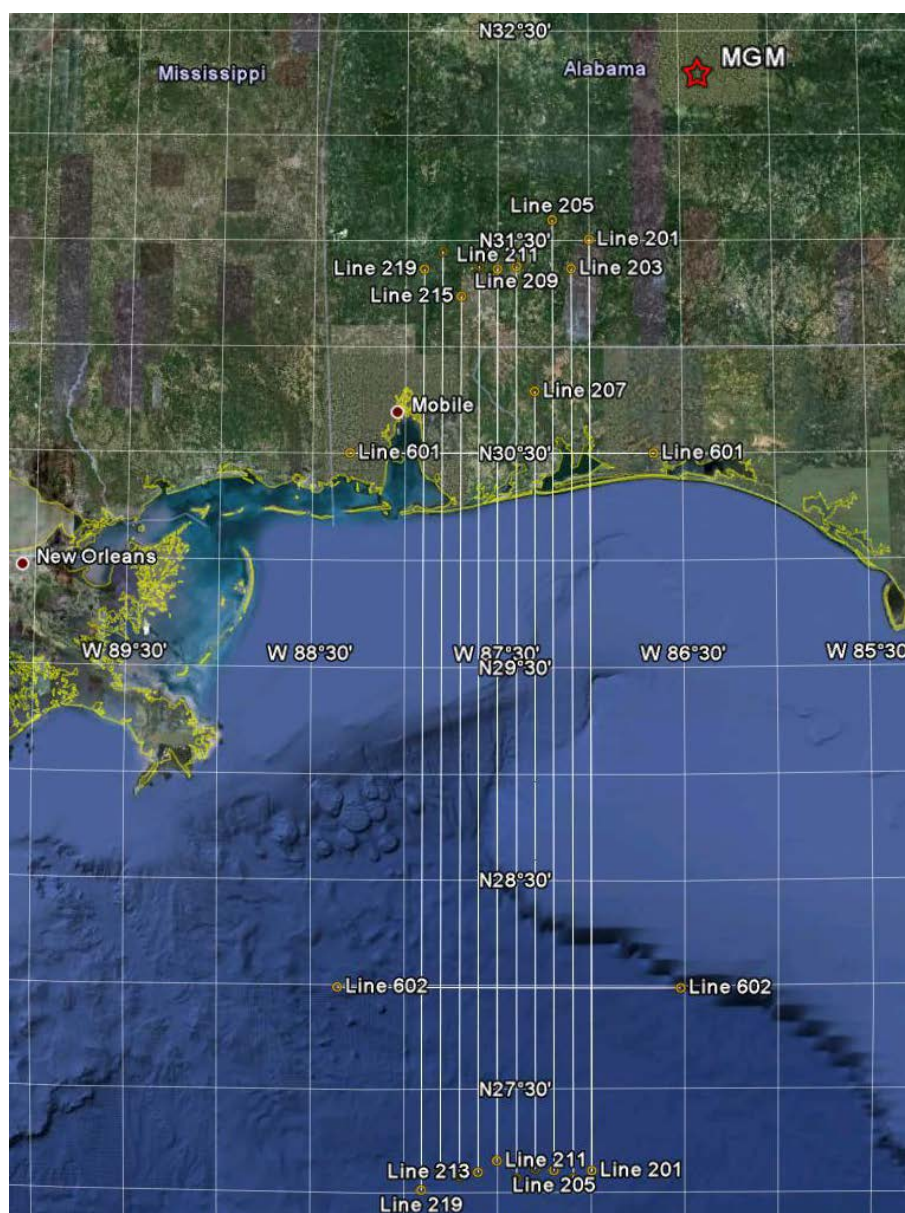 N32°30'
MGM
Mississippi
Alabama
Line 205
N31°30'
Line 201
Line 211
Line 219
Line 203
Line 209
Line 215
Line 207
Mobile
Line 601
N30°30'
Line 601
New Orleans
W 89°30'
W 88°30'
W 87°30'
W 86°30'
W 85°30'
N29°30'
N28°30'
Line 602
Line 602
N27°30'
Line 211
Line 213
Line 201
Line 205
Line 219